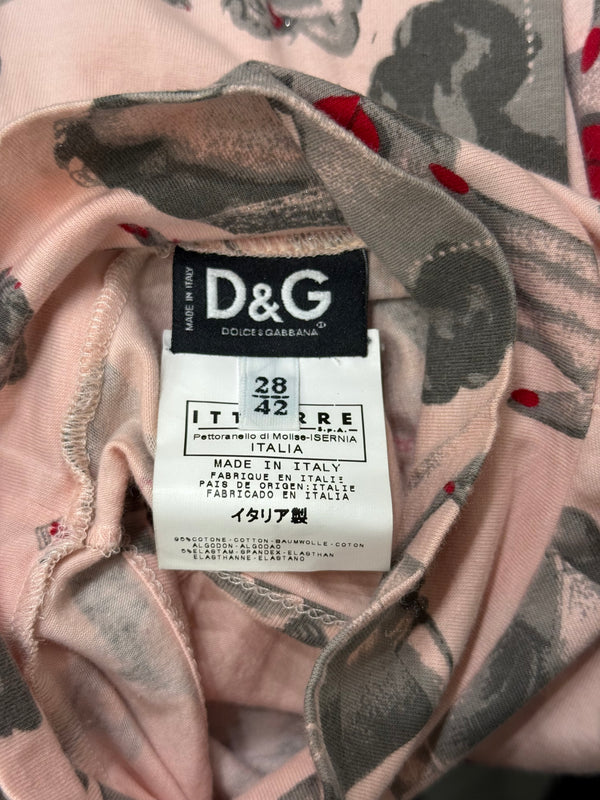 MADE IN ITALY
D&G
DOLCE & GABBANA
28
42
ITT RRE
S.p.A.
Pettoranello di Molise-ISERNIA
ITALIA
MADE IN ITALY
FABRIQUE EN ITALIE
PAIS DE ORIGEN:ITALIE
FABRICADO EN ITALIA
イタリア製
95%COTONE-COTTON-BAUMWOLLE-COTON
ALGODON-ALGODAO
5%ELASTAM-SPANDEX-ELASTHAN
ELASTHANNE-ELASTANO